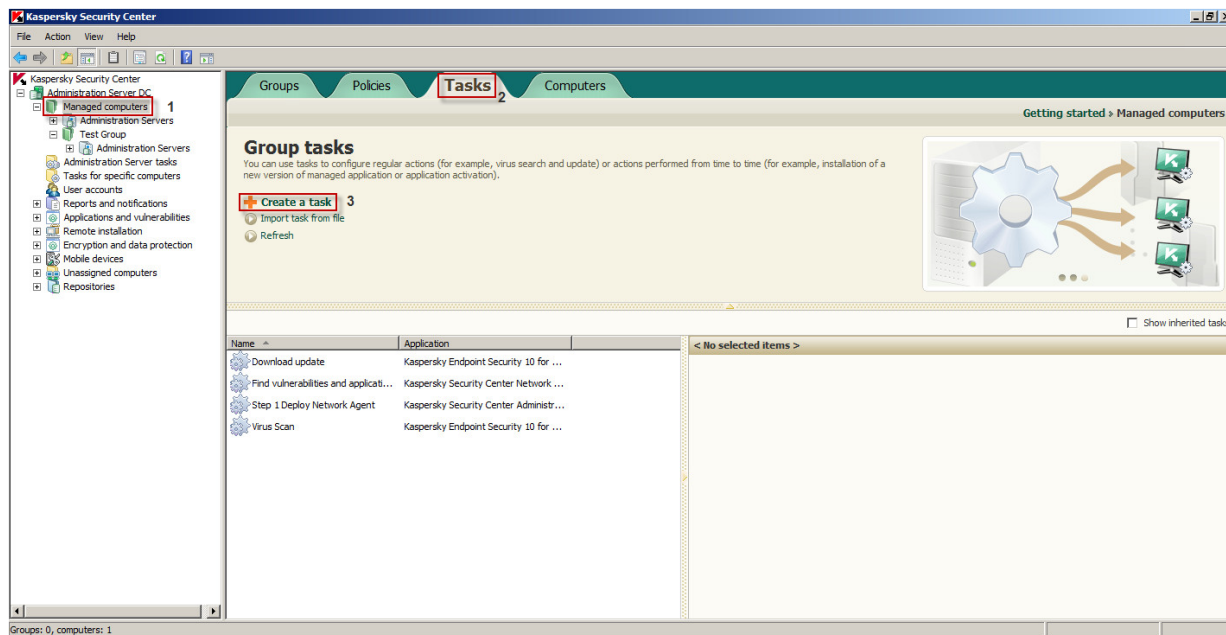 Kaspersky Security Center
File Action View Help
Kaspersky Security Center
Administration Server DC
Managed computers 1
Administration Servers
Test Group
Administration Servers
Administration Server tasks
Tasks for specific computers
User accounts
Reports and notifications
Applications and vulnerabilities
Remote installation
Encryption and data protection
Mobile devices
Unassigned computers
Repositories
Groups Policies Tasks 2 Computers
Getting started » Managed computers
Group tasks
You can use tasks to configure regular actions (for example, virus search and update) or actions performed from time to time (for example, installation of a
new version of managed application or application activation).
Create a task 3
Import task from file
Refresh
Show inherited task
Name Application
Download update Kaspersky Endpoint Security 10 for ...
Find vulnerabilities and applicati... Kaspersky Security Center Network ...
Step 1 Deploy Network Agent Kaspersky Security Center Administr...
Virus Scan Kaspersky Endpoint Security 10 for ...
< No selected items >
Groups: 0, computers: 1